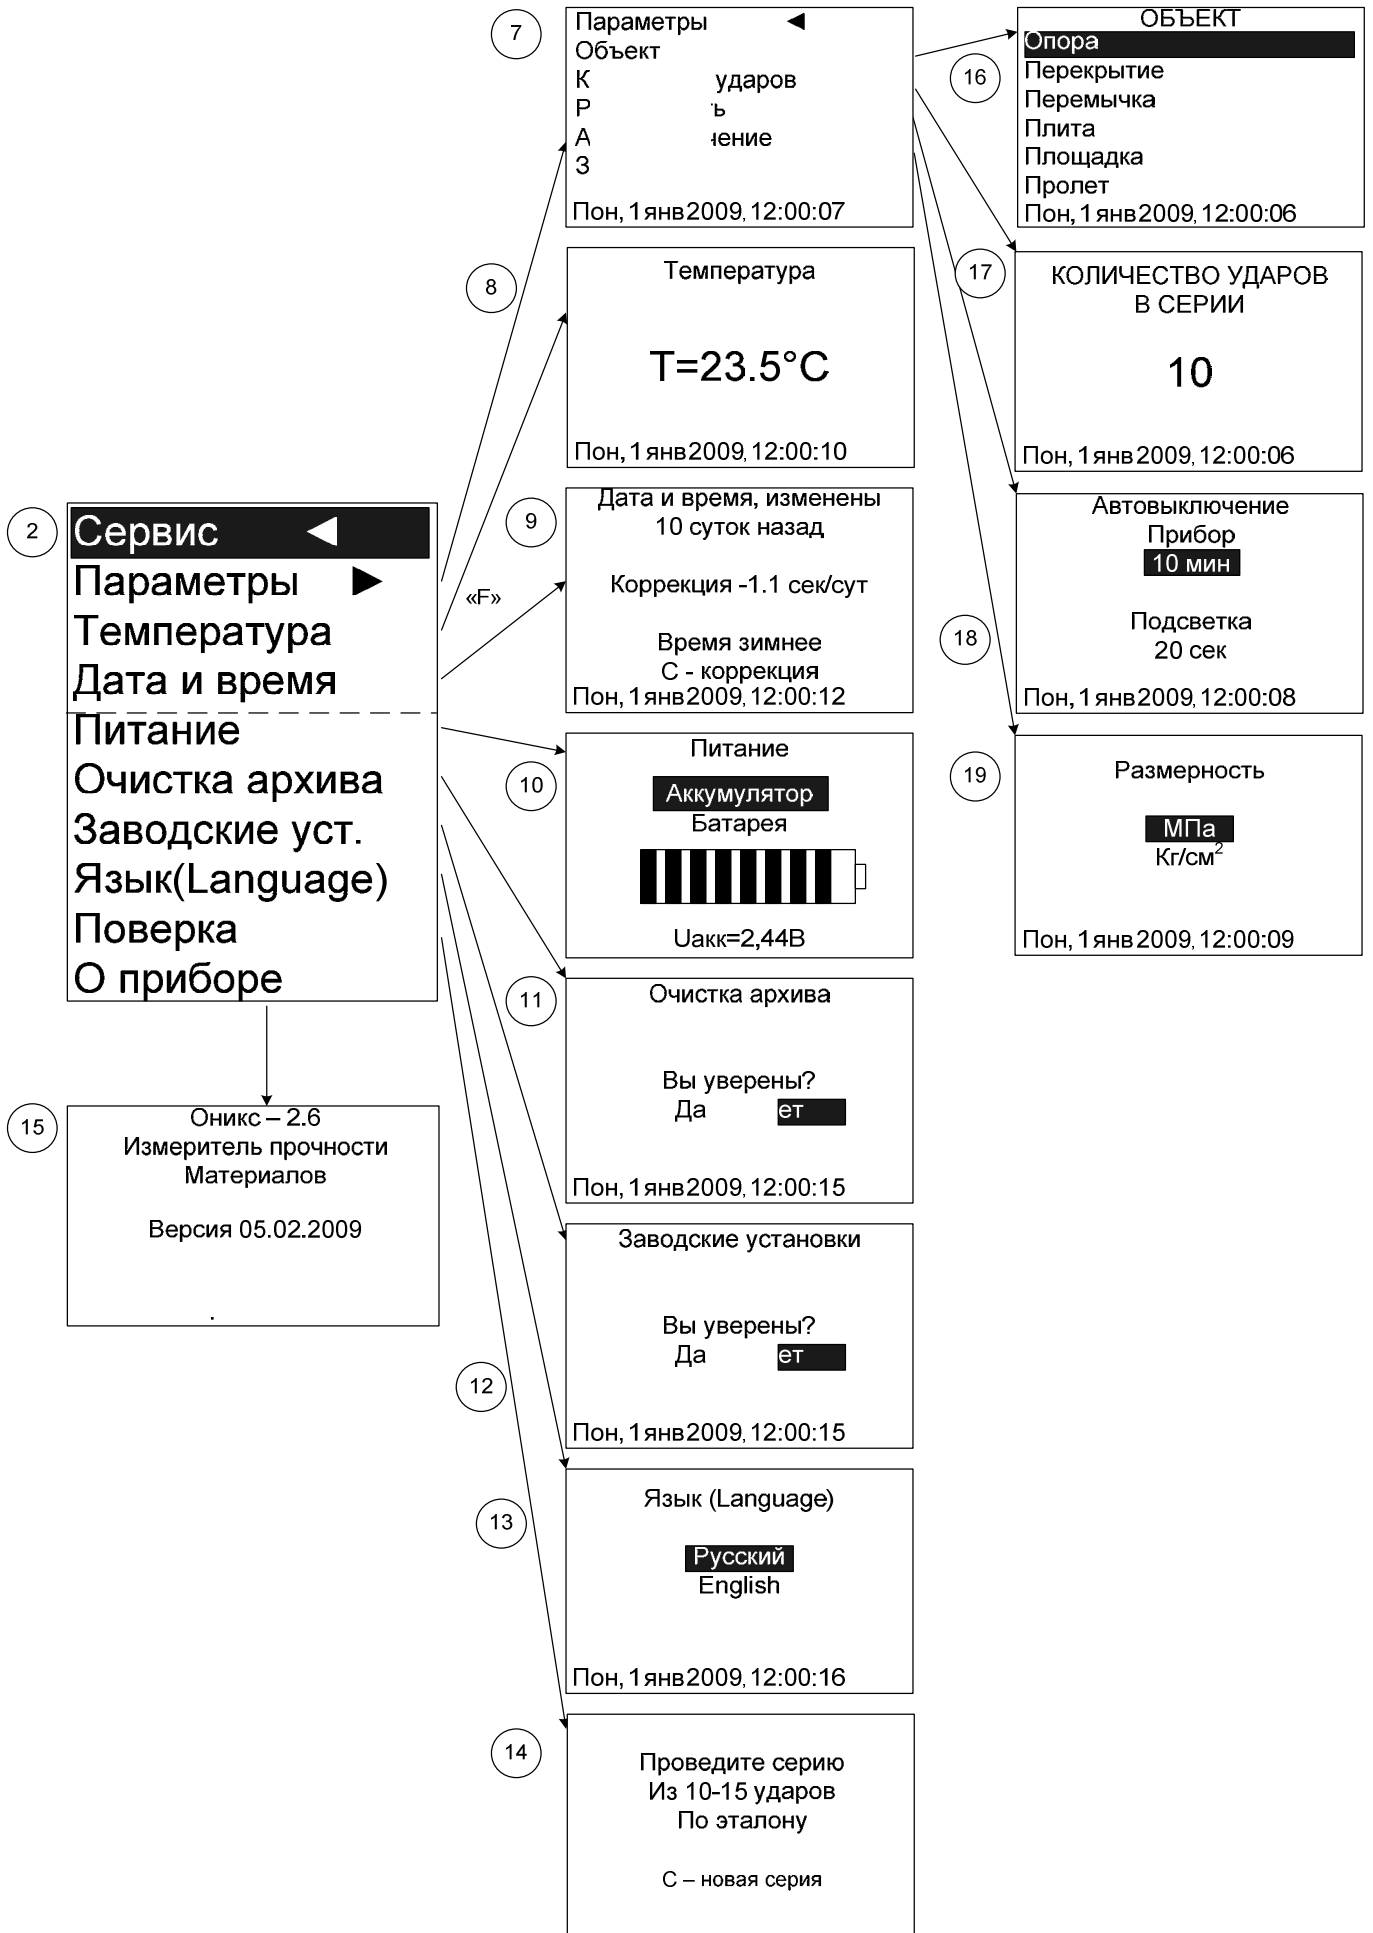 2
Сервис
Параметры
Температура
Дата и время
Питание
Очистка архива
Заводские уст.
Язык(Language)
Поверка
О приборе
«F»
15
Оникс – 2.6
Измеритель прочности
Материалов
Версия 05.02.2009
.
7
Параметры
Объект
ударов
Пон, 1 янв 2009, 12:00:07
8
Температура
T=23.5°C
Пон, 1 янв 2009, 12:00:10
9
Дата и время, изменены
10 суток назад
Коррекция -1.1 сек/сут
Время зимнее
С - коррекция
Пон, 1 янв 2009, 12:00:12
10
Питание
Аккумулятор
Батарея
Uакк=2,44В
11
Очистка архива
Вы уверены?
Да ет
Пон, 1 янв 2009, 12:00:15
Заводские установки
Вы уверены?
Да ет
Пон, 1 янв 2009, 12:00:15
12
13
Язык (Language)
Русский
English
Пон, 1 янв 2009, 12:00:16
14
Проведите серию
Из 10-15 ударов
По эталону
С – новая серия
16
ОБЪЕКТ
Опора
Перекрытие
Перемычка
Плита
Площадка
Пролет
Пон, 1 янв 2009, 12:00:06
17
КОЛИЧЕСТВО УДАРОВ
В СЕРИИ
10
Пон, 1 янв 2009, 12:00:06
18
Автовыключение
Прибор
10 мин
Подсветка
20 сек
Пон, 1 янв 2009, 12:00:08
19
Размерность
МПа
Кг/см²
Пон, 1 янв 2009, 12:00:09